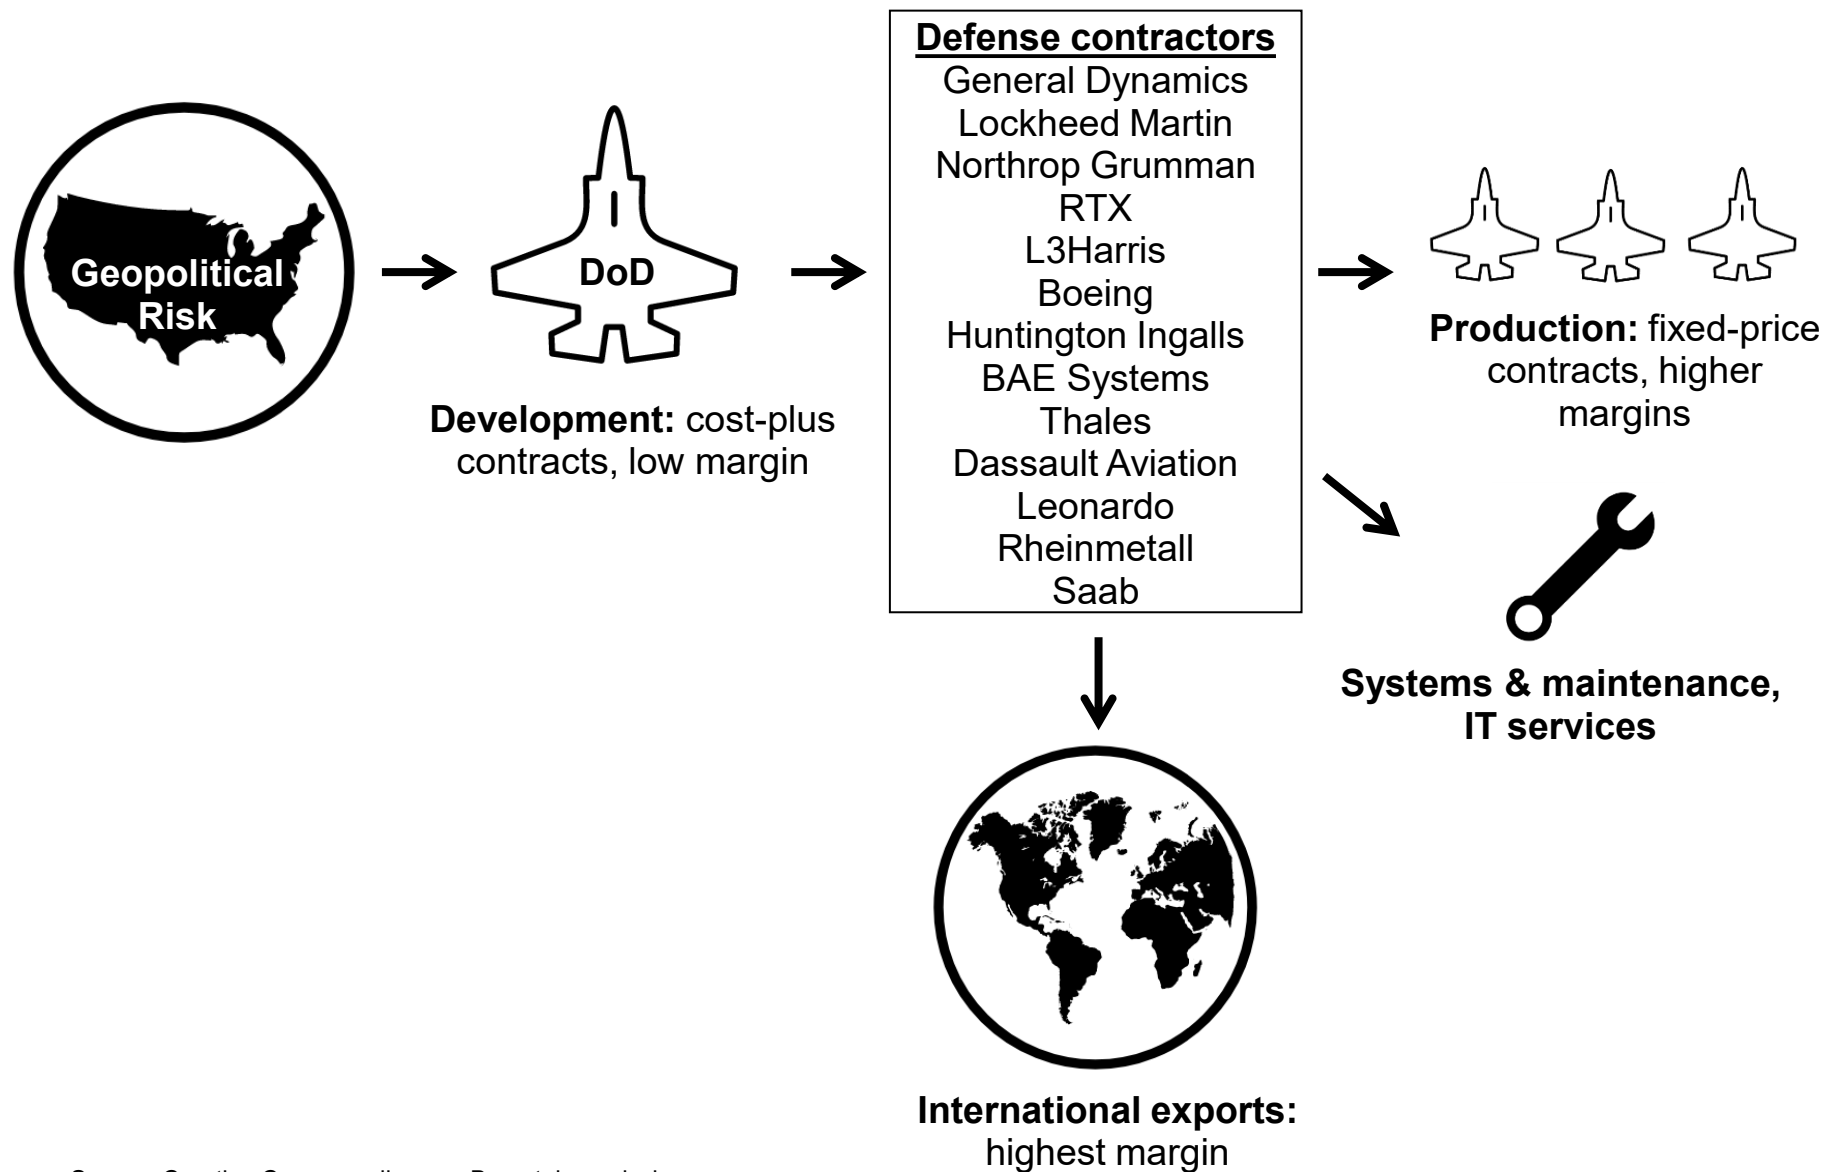 Geopolitical
Risk
DoD
Development: cost-plus
contracts, low margin
Defense contractors
General Dynamics
Lockheed Martin
Northrop Grumman
RTX
L3Harris
Boeing
Huntington Ingalls
BAE Systems
Thales
Dassault Aviation
Leonardo
Rheinmetall
Saab
Production: fixed-price
contracts, higher
margins
Systems & maintenance,
IT services
International exports:
highest margin